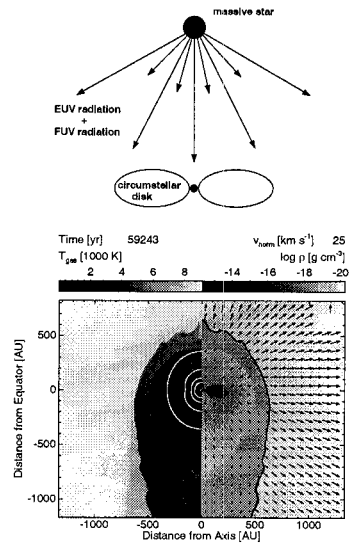 massive star
EUV radiation
+
FUV radiation
circumstellar
disk
Time [yr] 59243 v_norm [km s⁻¹] 25
T_gas [1000 K] log ρ [g cm⁻³]
2 4 6 8 -14 -16 -18 -20
500
0
-500
-1000
Distance from Equator [AU]
-1000 -500 0 500 1000
Distance from Axis [AU]